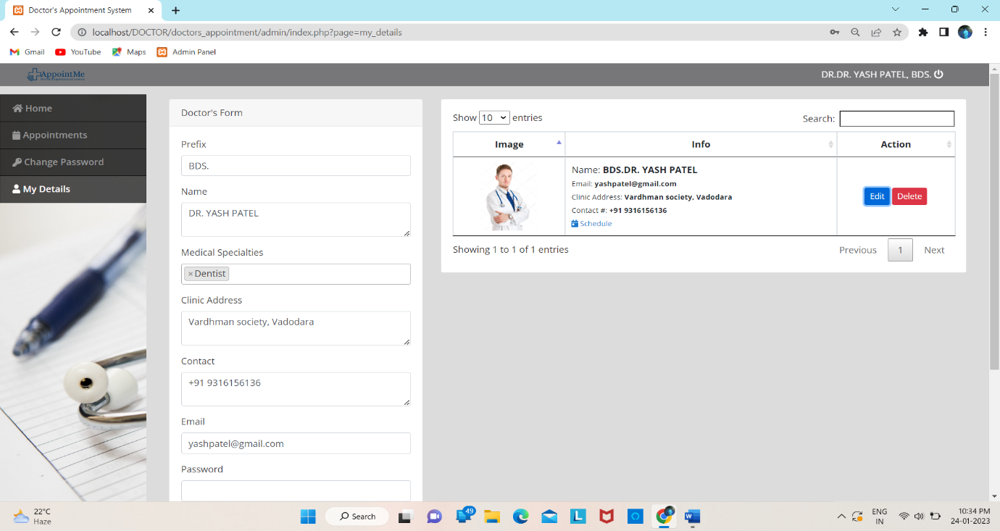 Doctor's Appointment System
localhost/DOCTOR/doctors_appointment/admin/index.php?page=my_details
Gmail YouTube Maps Admin Panel
AppointMe
DR.DR. YASH PATEL, BDS.
Home
Appointments
Change Password
My Details
Doctor's Form
Prefix
BDS.
Name
DR. YASH PATEL
Medical Specialties
×Dentist
Clinic Address
Vardhman society, Vadodara
Contact
+91 9316156136
Email
yashpatel@gmail.com
Password
Show 10 entries
Search:
Image Info Action
Name: BDS.DR. YASH PATEL
Email: yashpatel@gmail.com
Clinic Address: Vardhman society, Vadodara
Contact #: +91 9316156136
Schedule
Edit Delete
Showing 1 to 1 of 1 entries
Previous 1 Next
22°C
Haze
Search
49
L
W
ENG
IN
10:34 PM
24-01-2023